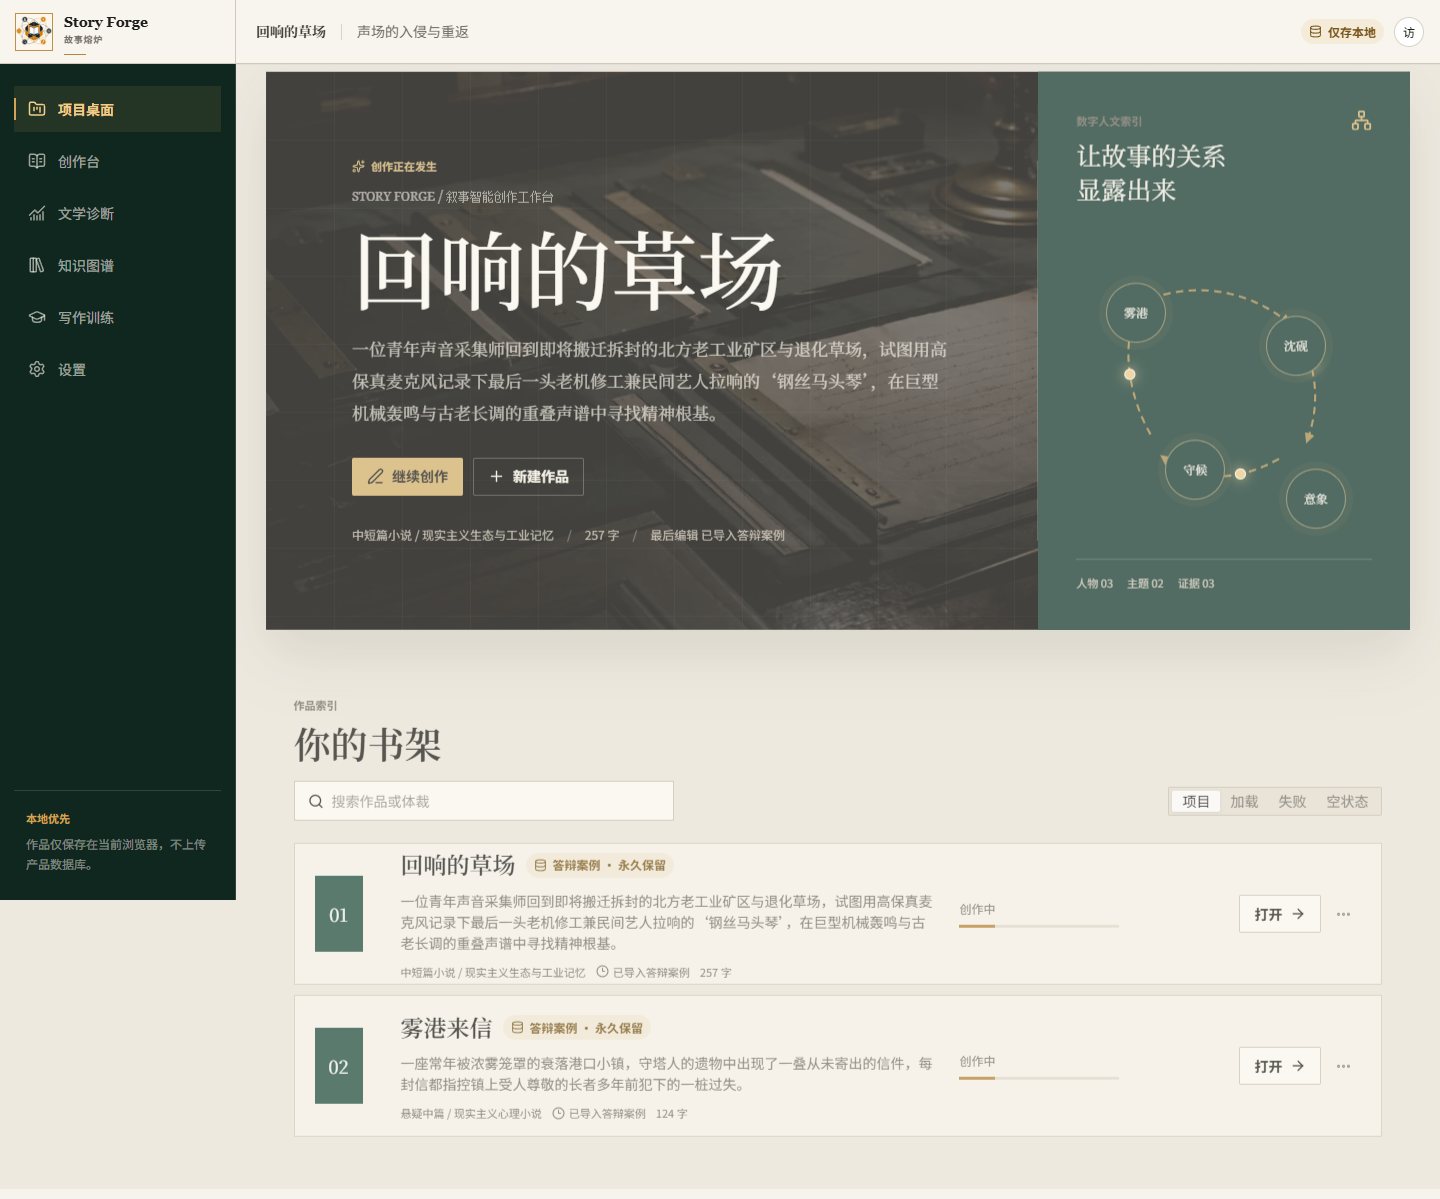 Story Forge
故事熔炉
回响的草场
声场的入侵与重返
仅存本地
访
项目桌面
创作台
文学诊断
知识图谱
写作训练
设置
本地优先
作品仅保存在当前浏览器，不上传
产品数据库。
创作正在发生
STORY FORGE / 叙事智能创作工作台
回响的草场
一位青年声音采集师回到即将搬迁拆封的北方老工业矿区与退化草场，试图用高
保真麦克风记录下最后一头老机修工兼民间艺人拉响的‘钢丝马头琴’，在巨型
机械轰鸣与古老长调的重叠声谱中寻找精神根基。
继续创作
新建作品
中短篇小说 / 现实主义生态与工业记忆 / 257 字 / 最后编辑 已导入答辩案例
数字人文索引
让故事的关系
显露出来
雾港
沈砚
守候
意象
人物 03 主题 02 证据 03
作品索引
你的书架
搜索作品或体裁
项目 加载 失败 空状态
01
回响的草场
答辩案例 · 永久保留
一位青年声音采集师回到即将搬迁拆封的北方老工业矿区与退化草场，试图用高保真麦
克风记录下最后一头老机修工兼民间艺人拉响的‘钢丝马头琴’，在巨型机械轰鸣与古
老长调的重叠声谱中寻找精神根基。
中短篇小说 / 现实主义生态与工业记忆 已导入答辩案例 257 字
创作中
打开
02
雾港来信
答辩案例 · 永久保留
一座常年被浓雾笼罩的衰落港口小镇，守塔人的遗物中出现了一叠从未寄出的信件，每
封信都指控镇上受人尊敬的长者多年前犯下的一桩过失。
悬疑中篇 / 现实主义心理小说 已导入答辩案例 124 字
创作中
打开